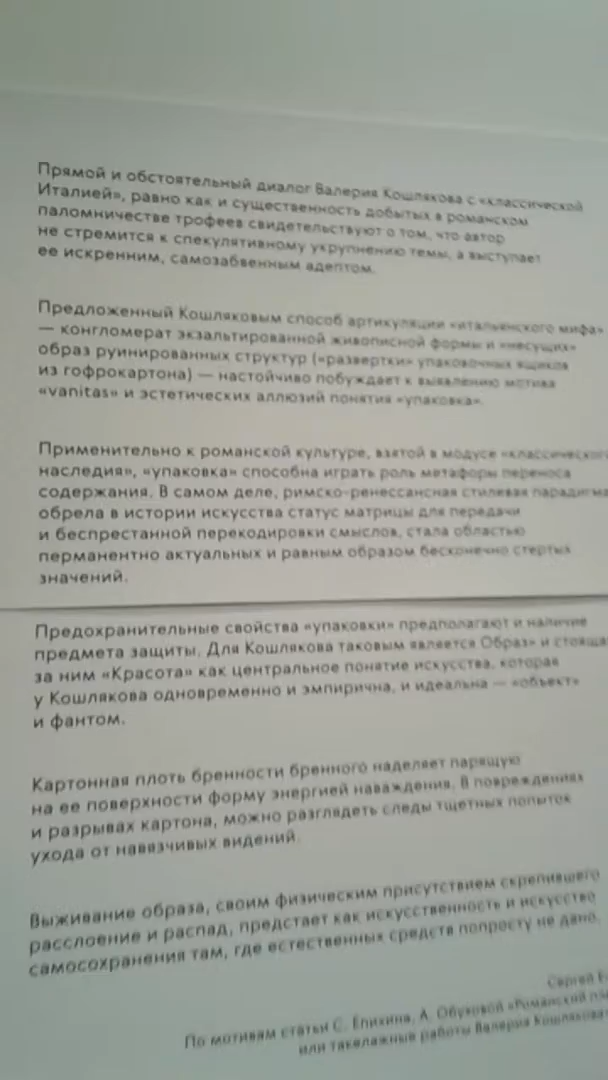 Прямой и обстоятельный диалог Валерия Кошлякова с «классической
Италией», равно как и существенность добытых в романском
паломничестве трофеев свидетельствуют о том, что автор
не стремится к спекулятивному укрупнению темы, а выступает
ее искренним, самозабвенным адептом.
Предложенный Кошляковым способ артикуляции «итальянского мифа»
— конгломерат экзальтированной живописной формы и «несущих»
образ руинированных структур («развертки» упаковочных ящиков
из гофрокартона) — настойчиво побуждает к выявлению мотива
«vanitas» и эстетических аллюзий понятия «упаковка».
Применительно к романской культуре, взятой в модусе «классического
наследия», «упаковка» способна играть роль метафоры переноса
содержания. В самом деле, римско-ренессансная стилевая парадигма
обрела в истории искусства статус матрицы для передачи
и беспрестанной перекодировки смыслов, стала областью
перманентно актуальных и равным образом бесконечно стертых
значений.
Предохранительные свойства «упаковки» предполагают и наличие
предмета защиты. Для Кошлякова таковым является Образ» и
за ним «Красота» как центральное понятие искусства, которая
у Кошлякова одновременно и эмпирична, и идеальна — «объект»
и фантом.
Картонная плоть бренности бренного наделяет парящую
на ее поверхности форму энергией наваждения. В повреждениях
и разрывах картона, можно разглядеть следы тщетных попыток
ухода от навязчивых видений.
Выживание образа, своим физическим присутствием скрепившего
расслоение и распад, предстает как искусственность и искусство
самосохранения там, где естественных средств попросту не дано.
Сергей
По мотивам статьи С. Епихина, А. Обуховой «Романский
или такелажные работы Валерия Кошлякова»